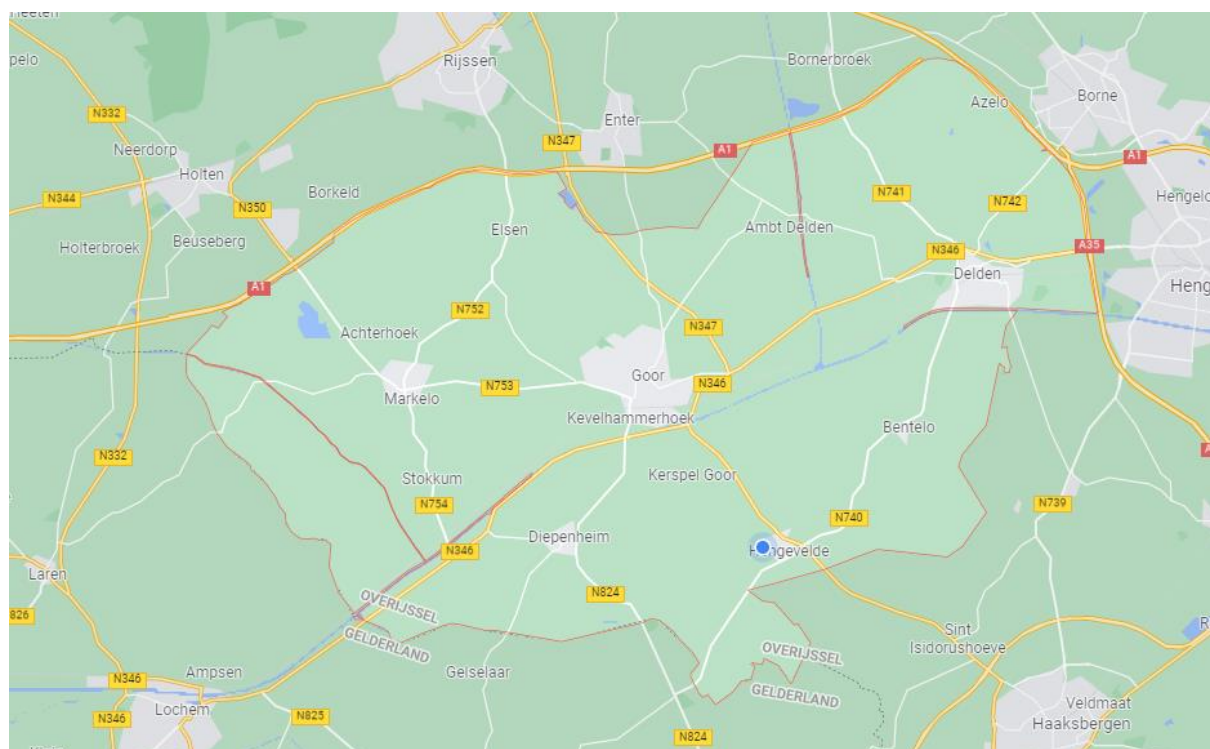 Heeten
Rijssen
Bornerbroek
Azelo
Borne
N332
Enter
N347
A1
A1
Neerdorp
Holten
N344
N350
Borkeld
N741
N742
Hengelo
Elsen
Ambt Delden
Holterbroek
Beuseberg
N346
A35
Delden
A1
N752
Achterhoek
N347
Goor
N753
N346
Markelo
Kevelhammerhoek
Bentelo
N332
Stokkum
Kerspel Goor
N754
N739
N740
Diepenheim
N346
Hengevelde
Laren
N824
826
OVERIJSSEL
GELDERLAND
Sint
Isidorushoeve
OVERIJSSEL
GELDERLAND
Ampsen
Gelselaar
N346
Lochem
N346
N825
N824
Veldmaat
Haaksbergen